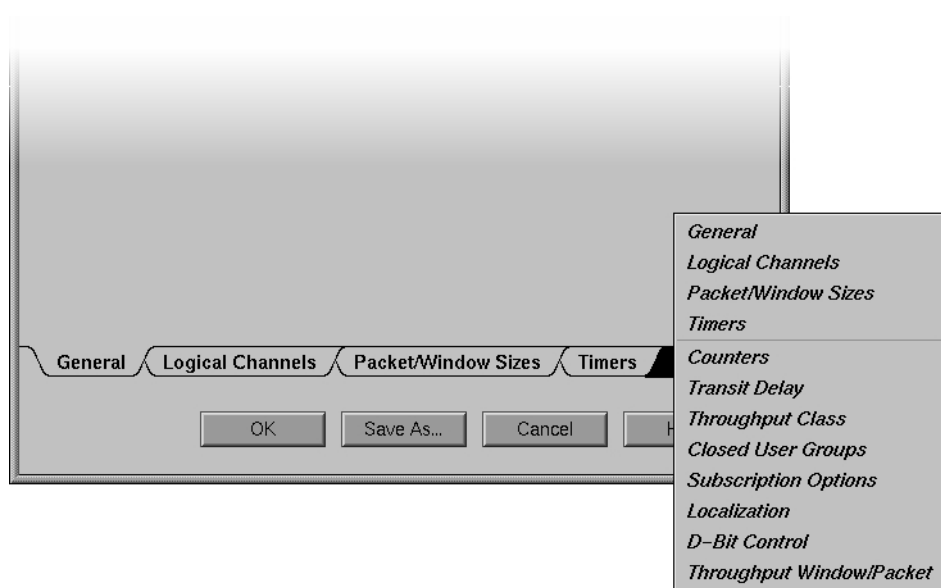 General
Logical Channels
Packet/Window Sizes
Timers
Counters
Transit Delay
Throughput Class
Closed User Groups
Subscription Options
Localization
D-Bit Control
Throughput Window/Packet
General Logical Channels Packet/Window Sizes Timers
OK Save As... Cancel